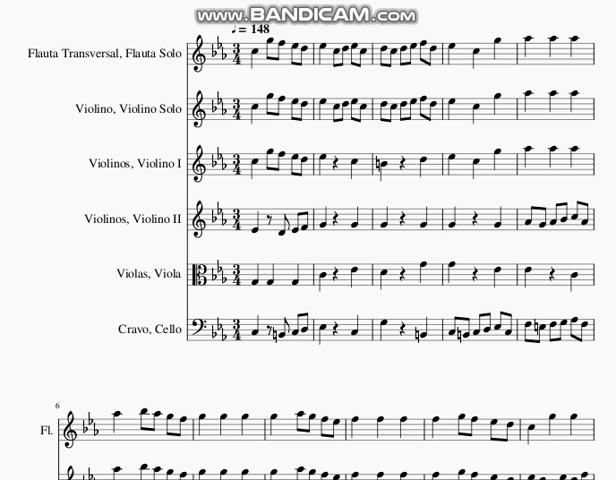 www.BANDICAM.com
♩ = 148
Flauta Transversal, Flauta Solo
Violino, Violino Solo
Violinos, Violino I
Violinos, Violino II
Violas, Viola
Cravo, Cello
6
Fl.